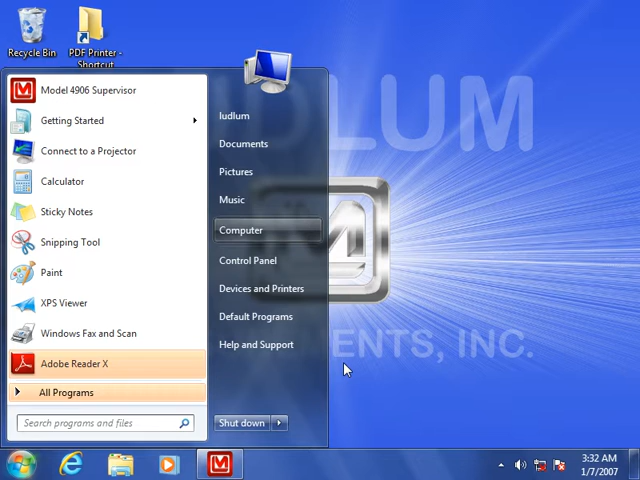 Recycle Bin
PDF Printer -
Shortcut
DLUM
MENTS, INC.
Model 4906 Supervisor
Getting Started
Connect to a Projector
Calculator
Sticky Notes
Snipping Tool
Paint
XPS Viewer
Windows Fax and Scan
Adobe Reader X
All Programs
Search programs and files
ludlum
Documents
Pictures
Music
Computer
Control Panel
Devices and Printers
Default Programs
Help and Support
Shut down
3:32 AM
1/7/2007